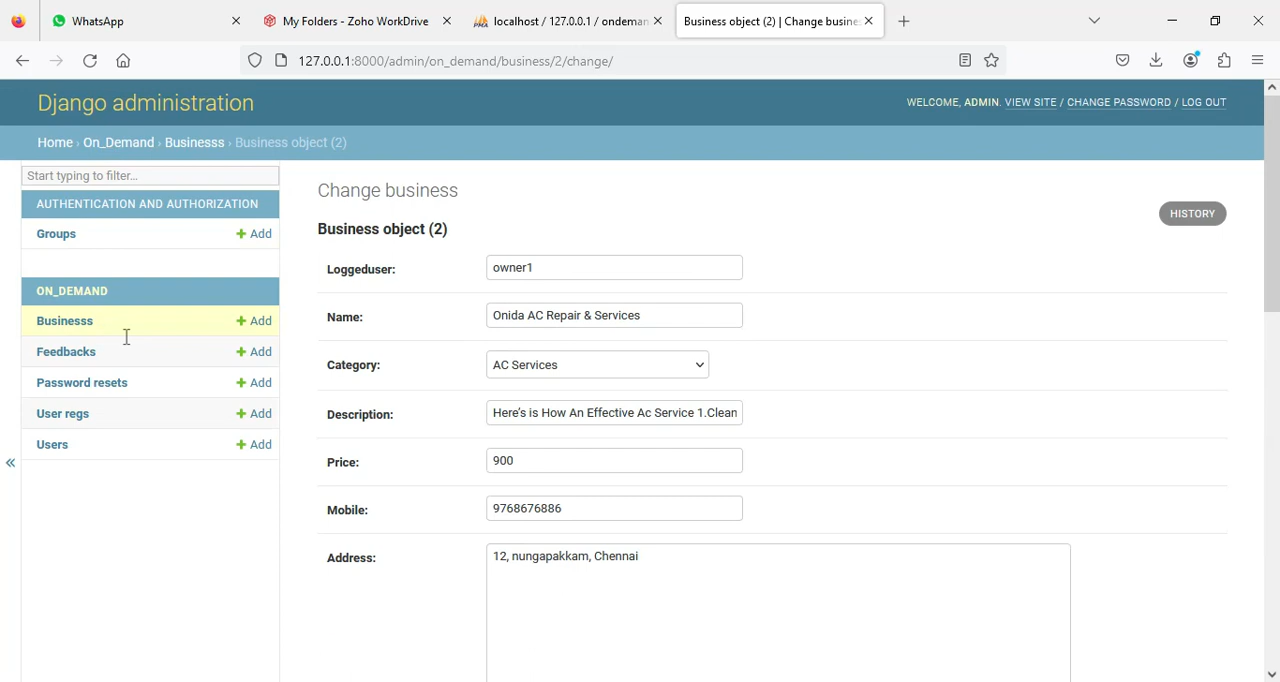 WhatsApp
My Folders - Zoho WorkDrive
localhost / 127.0.0.1 / ondeman
Business object (2) | Change busine
127.0.0.1:8000/admin/on_demand/business/2/change/
Django administration
WELCOME, ADMIN. VIEW SITE / CHANGE PASSWORD / LOG OUT
Home › On_Demand › Businesss › Business object (2)
Start typing to filter...
AUTHENTICATION AND AUTHORIZATION
Groups + Add
ON_DEMAND
Businesss + Add
Feedbacks + Add
Password resets + Add
User regs + Add
Users + Add
«
Change business
HISTORY
Business object (2)
Loggeduser: owner1
Name: Onida AC Repair & Services
Category: AC Services
Description: Here's is How An Effective Ac Service 1.Clean
Price: 900
Mobile: 9768676886
Address: 12, nungapakkam, Chennai